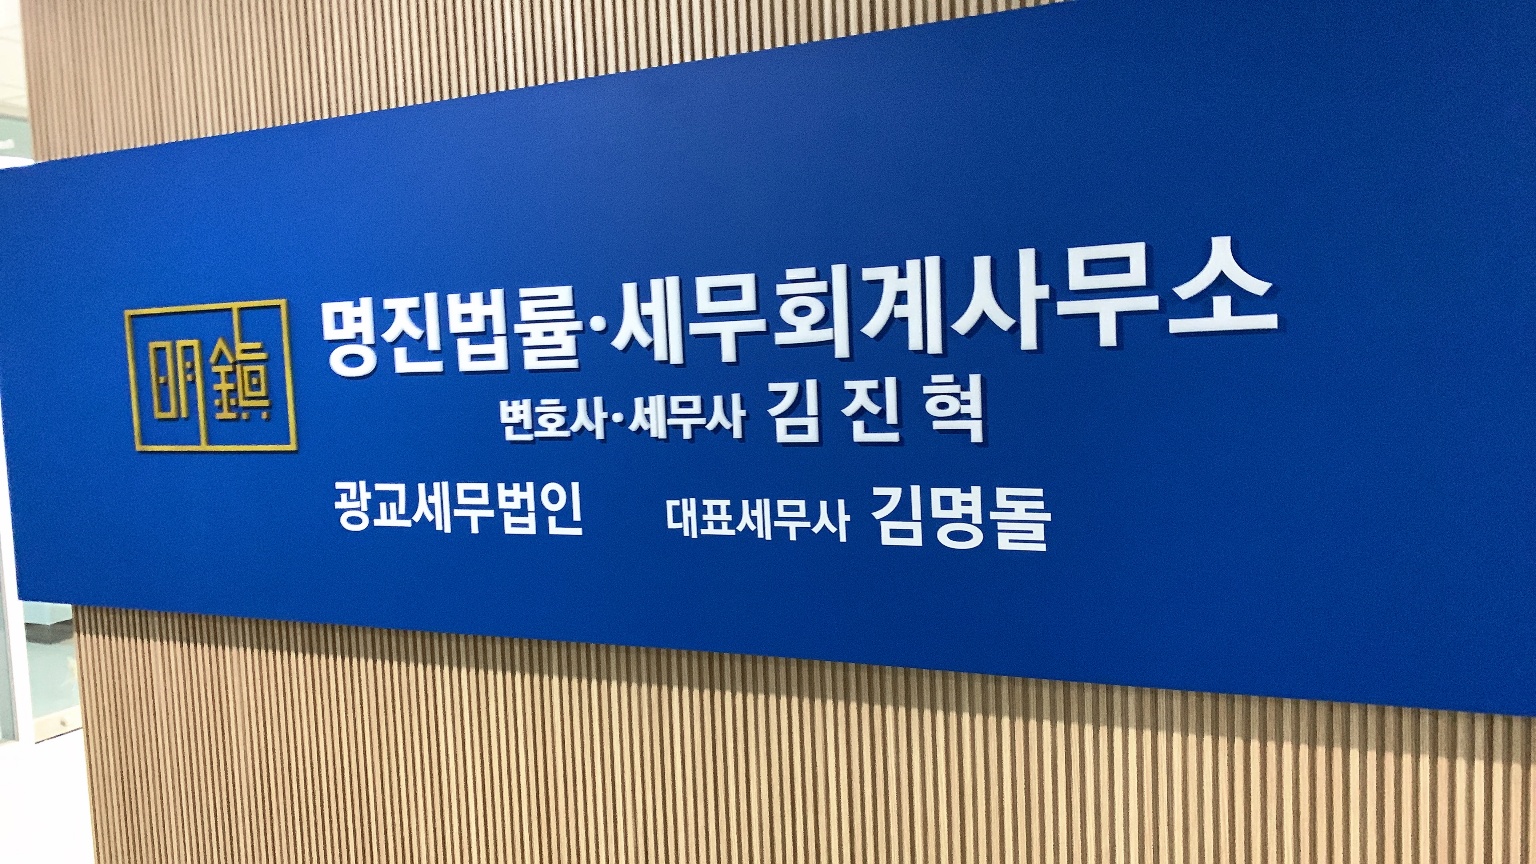 明鎭
명진법률·세무회계사무소
변호사·세무사 김진혁
광교세무법인 대표세무사 김명돌